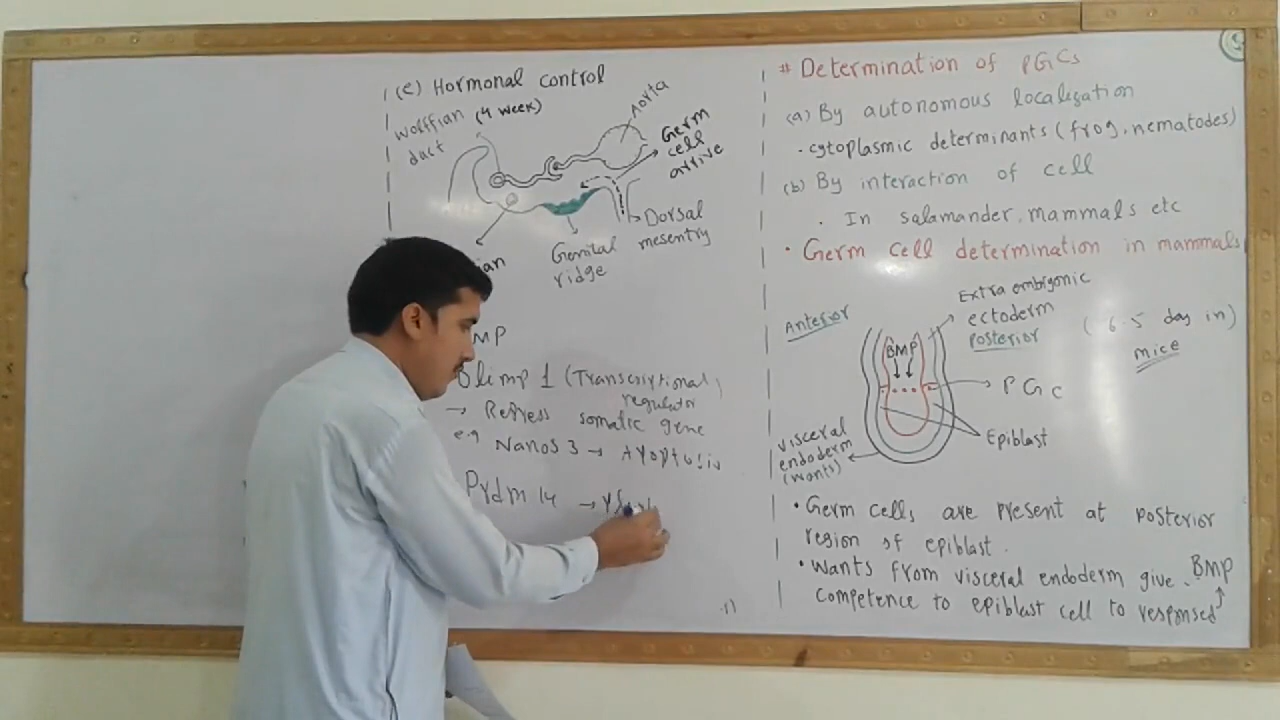 (e) Hormonal control
Wolffian (4 week)
duct
Aorta
Germ
cell
arrive
Dorsal
mesentry
Genital
ridge
MP
Blimp 1 (Transcriptional
regulator
→ Repress somatic gene
e.g Nanos 3 → Apoptosis
Prdm 14 →
# Determination of PGCs
(a) By autonomous localization
• cytoplasmic determinants (frog, nematodes)
(b) By interaction of cell
• In salamander, mammals etc
• Germ cell determination in mammals
Anterior
Extra embryonic
ectoderm
Posterior
(6.5 day in)
mice
BMP
PGC
Epiblast
visceral
endoderm
(wants)
• Germ cells are present at posterior
region of epiblast.
• Wants from visceral endoderm give
competence to epiblast cell to responsed
BMP